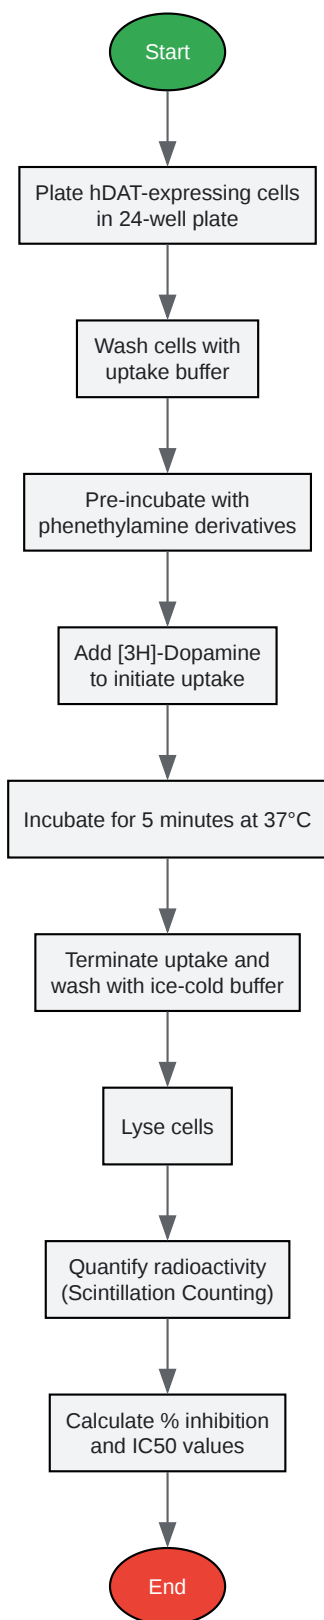 Start
Plate hDAT-expressing cells
in 24-well plate
Wash cells with
uptake buffer
Pre-incubate with
phenethylamine derivatives
Add [3H]-Dopamine
to initiate uptake
Incubate for 5 minutes at 37°C
Terminate uptake and
wash with ice-cold buffer
Lyse cells
Quantify radioactivity
(Scintillation Counting)
Calculate % inhibition
and IC50 values
End